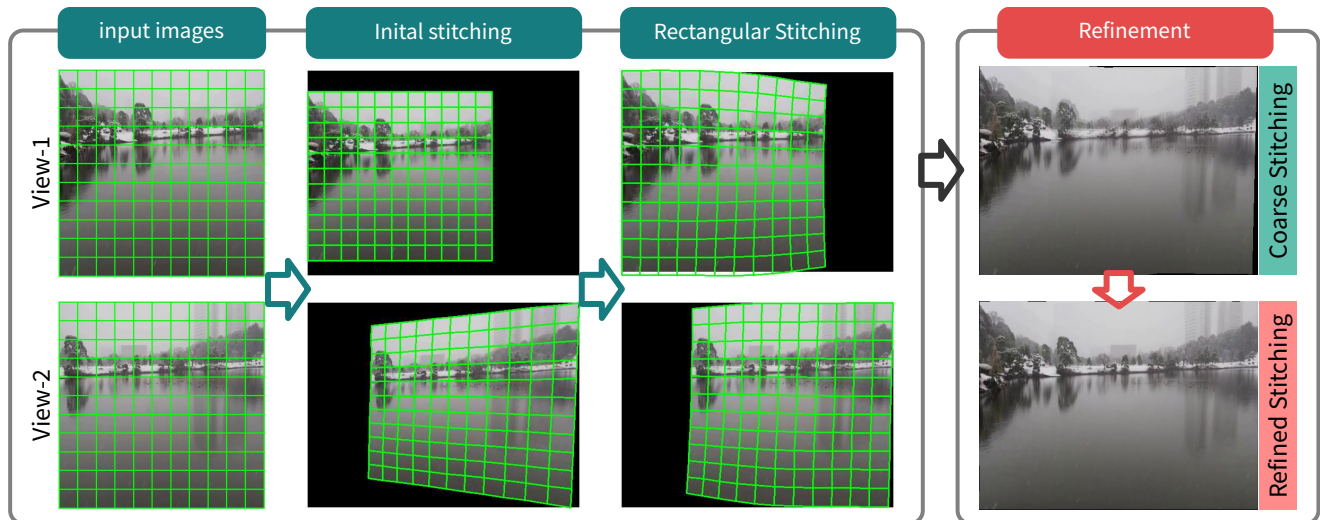 input images
Inital stitching
Rectangular Stitching
Refinement
View-1
View-2
Coarse Stitching
Refined Stitching